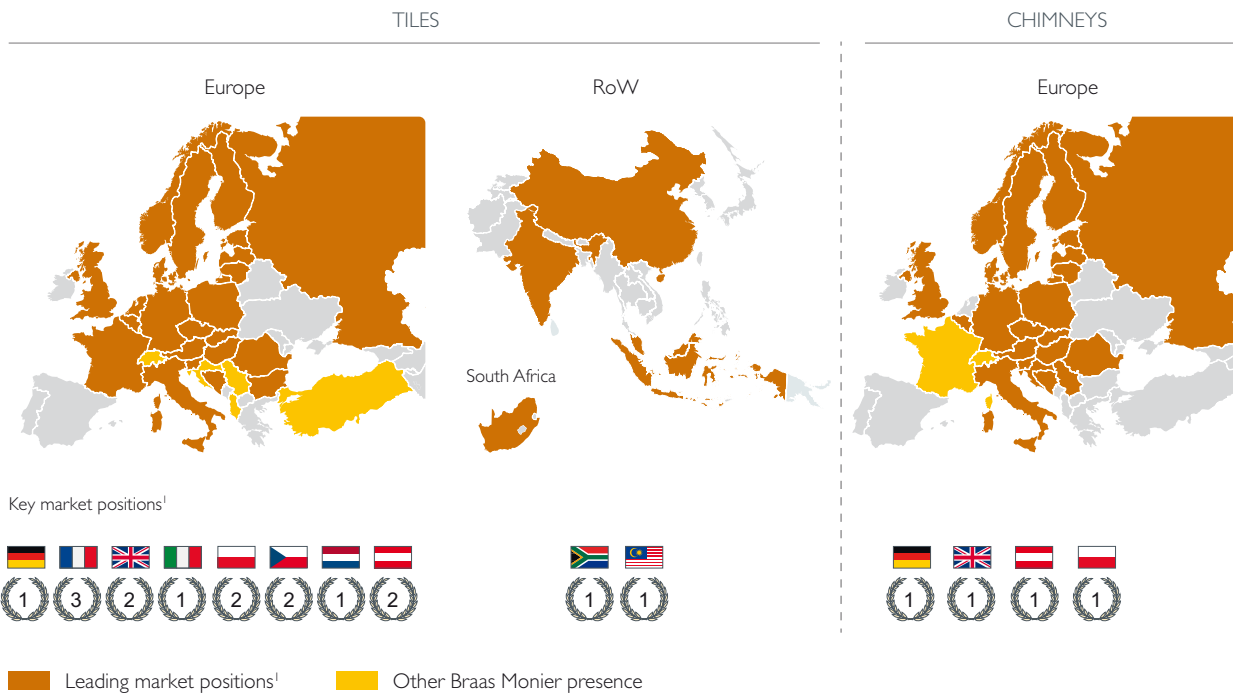 TILES
CHIMNEYS
Europe
RoW
Europe
South Africa
Key market positions¹
1 3 2 1 2 2 1 2
1 1
1 1 1 1
Leading market positions¹
Other Braas Monier presence